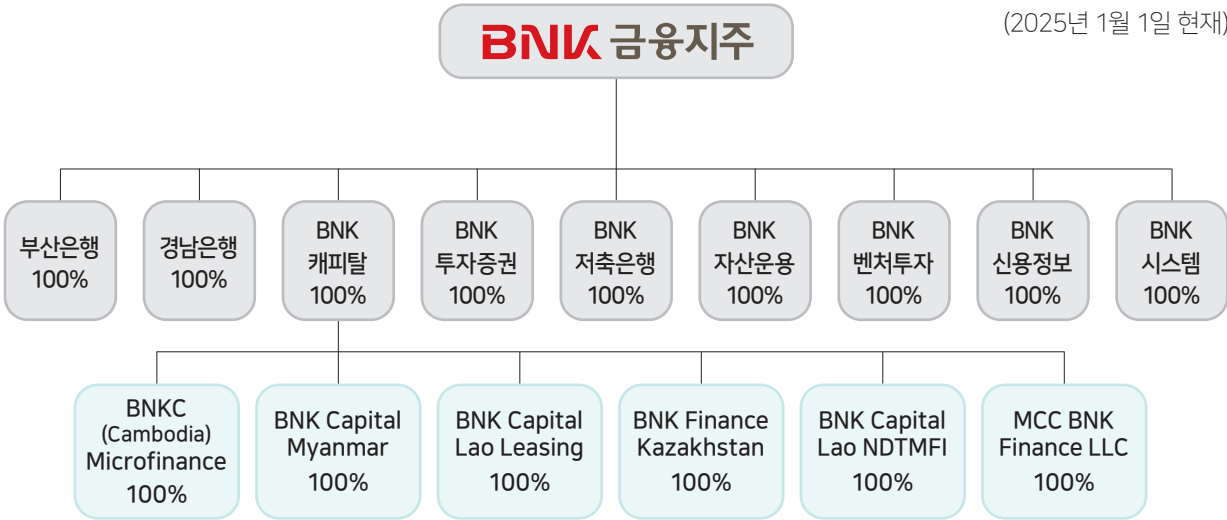 (2025년 1월 1일 현재)
BNK 금융지주
부산은행
100%
경남은행
100%
BNK
캐피탈
100%
BNK
투자증권
100%
BNK
저축은행
100%
BNK
자산운용
100%
BNK
벤처투자
100%
BNK
신용정보
100%
BNK
시스템
100%
BNKC
(Cambodia)
Microfinance
100%
BNK Capital
Myanmar
100%
BNK Capital
Lao Leasing
100%
BNK Finance
Kazakhstan
100%
BNK Capital
Lao NDTMFI
100%
MCC BNK
Finance LLC
100%